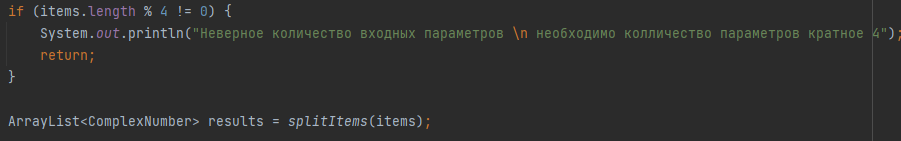 if (items.length % 4 != 0) {
System.out.println("Неверное количество входных параметров \n необходимо колличество параметров кратное 4");
return;
}
ArrayList<ComplexNumber> results = splitItems(items);